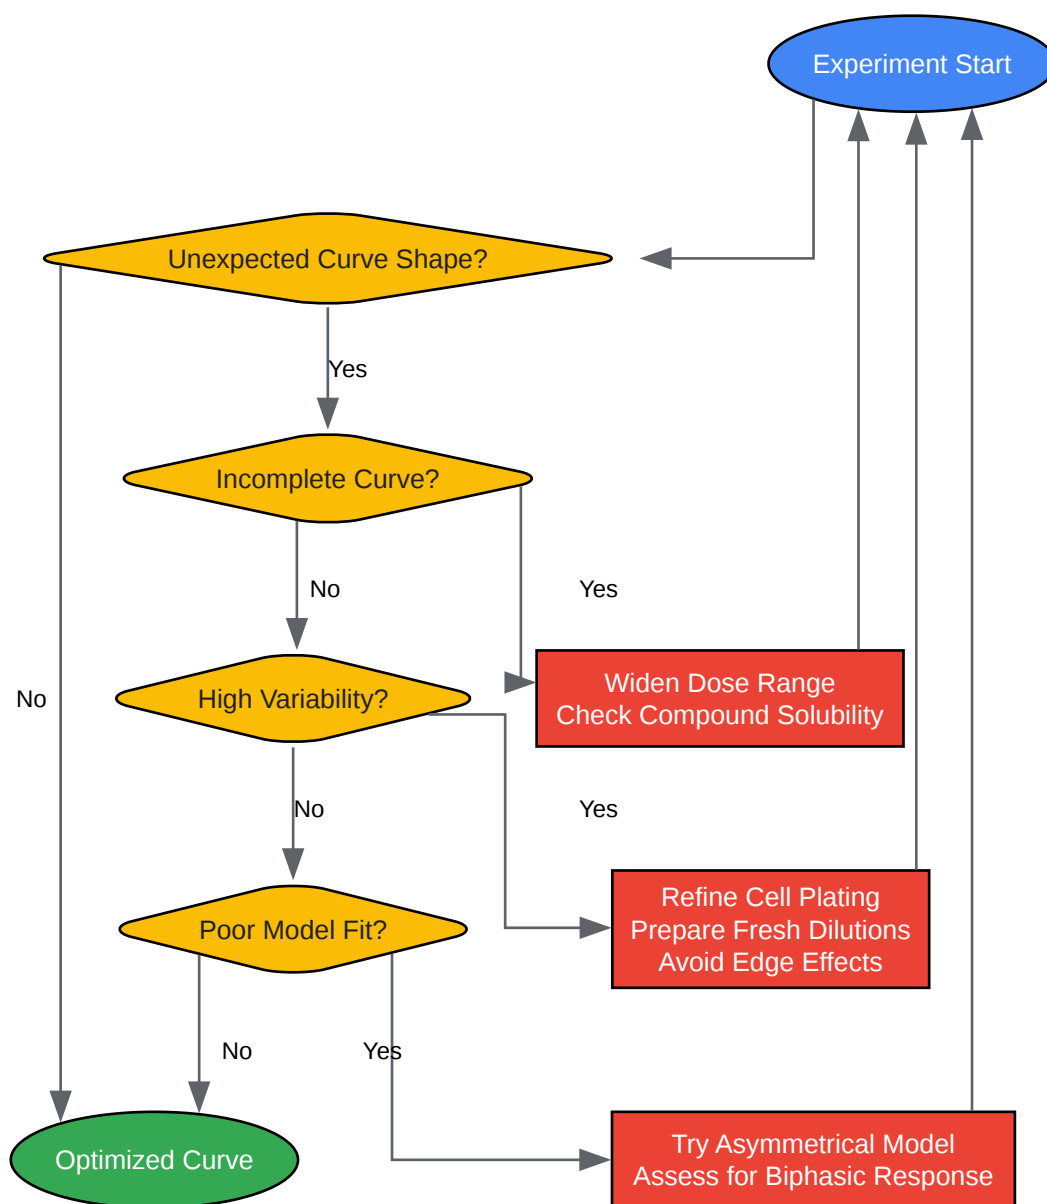 Experiment Start
Unexpected Curve Shape?
Yes
Incomplete Curve?
No
Yes
Widen Dose Range
Check Compound Solubility
High Variability?
No
No
Yes
Refine Cell Plating
Prepare Fresh Dilutions
Avoid Edge Effects
Poor Model Fit?
No
Yes
Try Asymmetrical Model
Assess for Biphasic Response
Optimized Curve